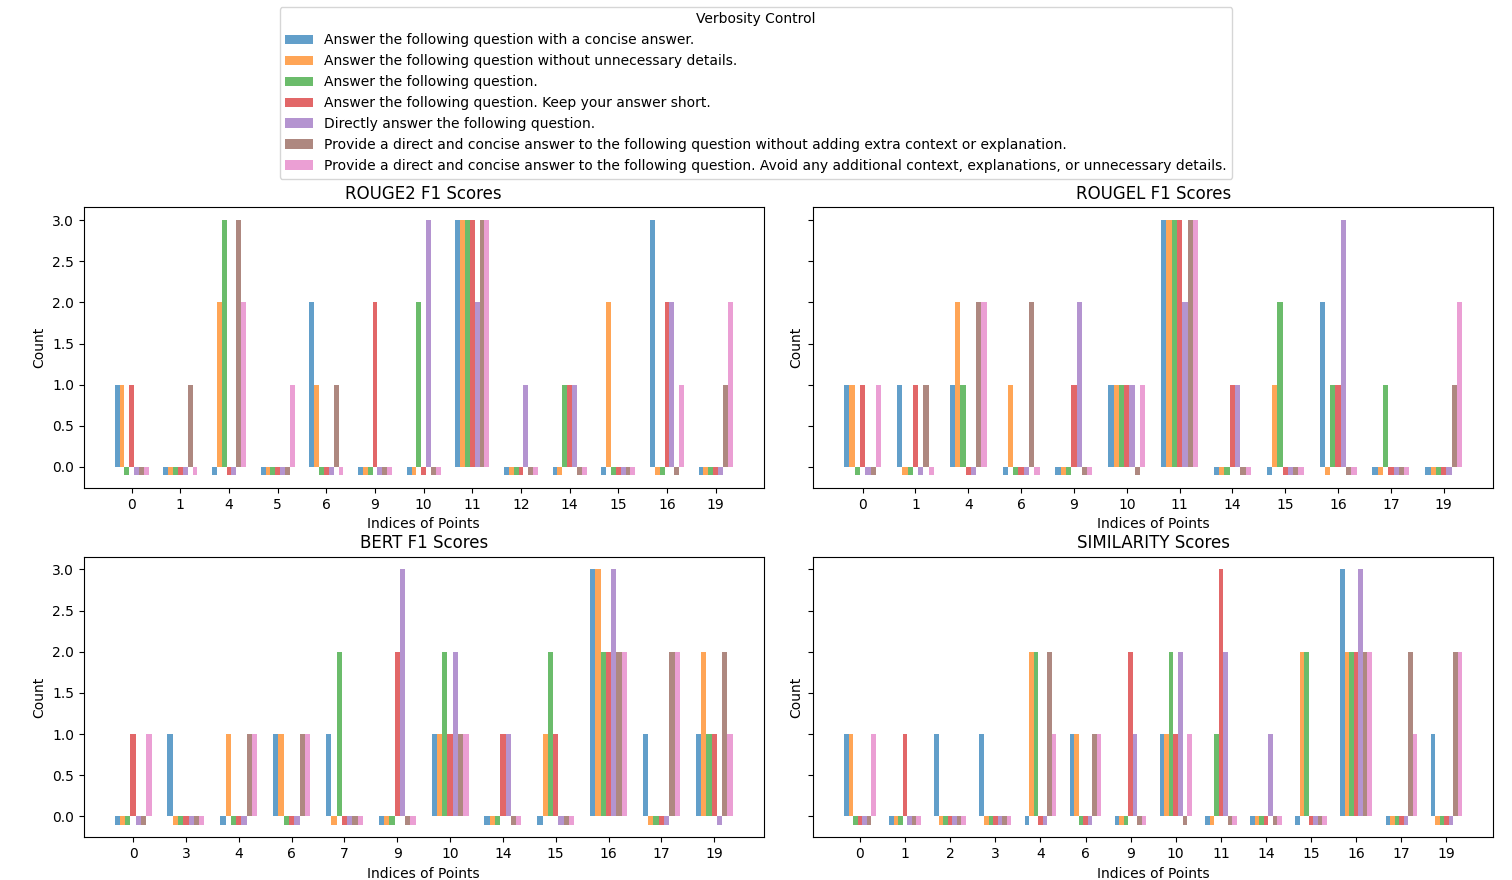 Verbosity Control
Answer the following question with a concise answer.
Answer the following question without unnecessary details.
Answer the following question.
Answer the following question. Keep your answer short.
Directly answer the following question.
Provide a direct and concise answer to the following question without adding extra context or explanation.
Provide a direct and concise answer to the following question. Avoid any additional context, explanations, or unnecessary details.
ROUGE2 F1 Scores
3.0
2.5
2.0
1.5
1.0
0.5
0.0
Count
0 1 4 5 6 9 10 11 12 14 15 16 19
Indices of Points
ROUGEL F1 Scores
Count
0 1 4 6 9 10 11 14 15 16 17 19
Indices of Points
BERT F1 Scores
3.0
2.5
2.0
1.5
1.0
0.5
0.0
Count
0 3 4 6 7 9 10 14 15 16 17 19
Indices of Points
SIMILARITY Scores
Count
0 1 2 3 4 6 9 10 11 14 15 16 17 19
Indices of Points